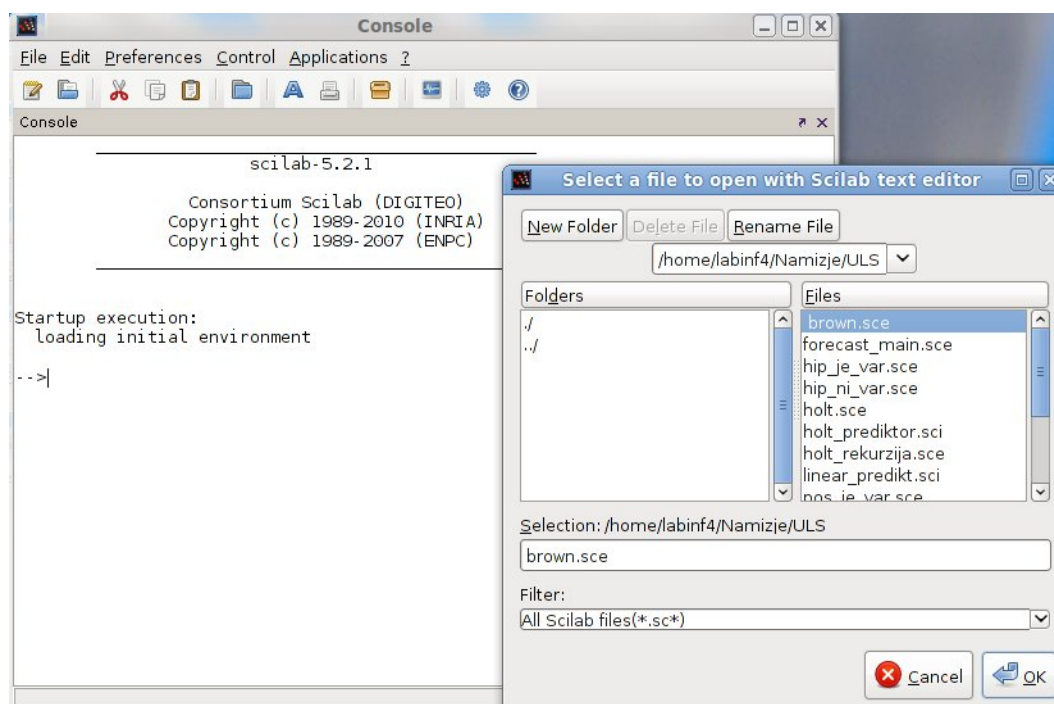 Console
File Edit Preferences Control Applications ?
Console
scilab-5.2.1
Consortium Scilab (DIGITEO)
Copyright (c) 1989-2010 (INRIA)
Copyright (c) 1989-2007 (ENPC)
Startup execution:
loading initial environment
-->
Select a file to open with Scilab text editor
New Folder Delete File Rename File
/home/labinf4/Namizje/ULS
Folders
./
../
Files
brown.sce
forecast_main.sce
hip_je_var.sce
hip_ni_var.sce
holt.sce
holt_prediktor.sci
holt_rekurzija.sce
linear_predikt.sci
pos_je_var.sce
Selection: /home/labinf4/Namizje/ULS
brown.sce
Filter:
All Scilab files(*.sc*)
Cancel OK